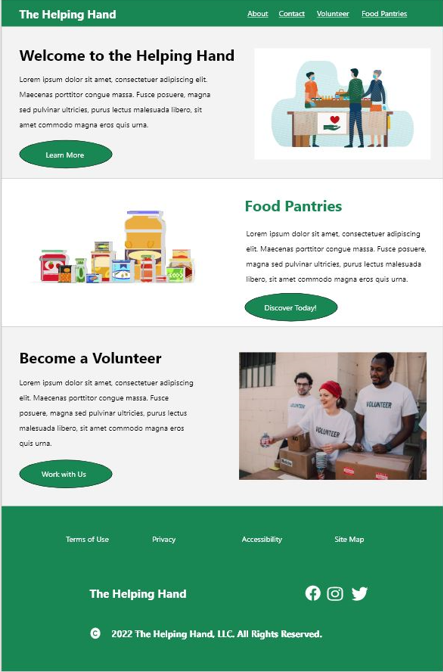 The Helping Hand
About Contact Volunteer Food Pantries
Welcome to the Helping Hand
Lorem ipsum dolor sit amet, consectetuer adipiscing elit.
Maecenas porttitor congue massa. Fusce posuere, magna
sed pulvinar ultricies, purus lectus malesuada libero, sit
amet commodo magna eros quis urna.
Learn More
Food Pantries
Lorem ipsum dolor sit amet, consectetuer adipiscing elit.
Maecenas porttitor congue massa. Fusce posuere,
magna sed pulvinar ultricies, purus lectus malesuada
libero, sit amet commodo magna eros quis urna.
Discover Today!
Become a Volunteer
Lorem ipsum dolor sit amet, consectetuer adipiscing
elit. Maecenas porttitor congue massa. Fusce
posuere, magna sed pulvinar ultricies, purus lectus
malesuada libero, sit amet commodo magna eros
quis urna.
Work with Us
VOLUNTEER
VOLUNTEER
VOLUNTEER
Terms of Use Privacy Accessibility Site Map
The Helping Hand
© 2022 The Helping Hand, LLC. All Rights Reserved.